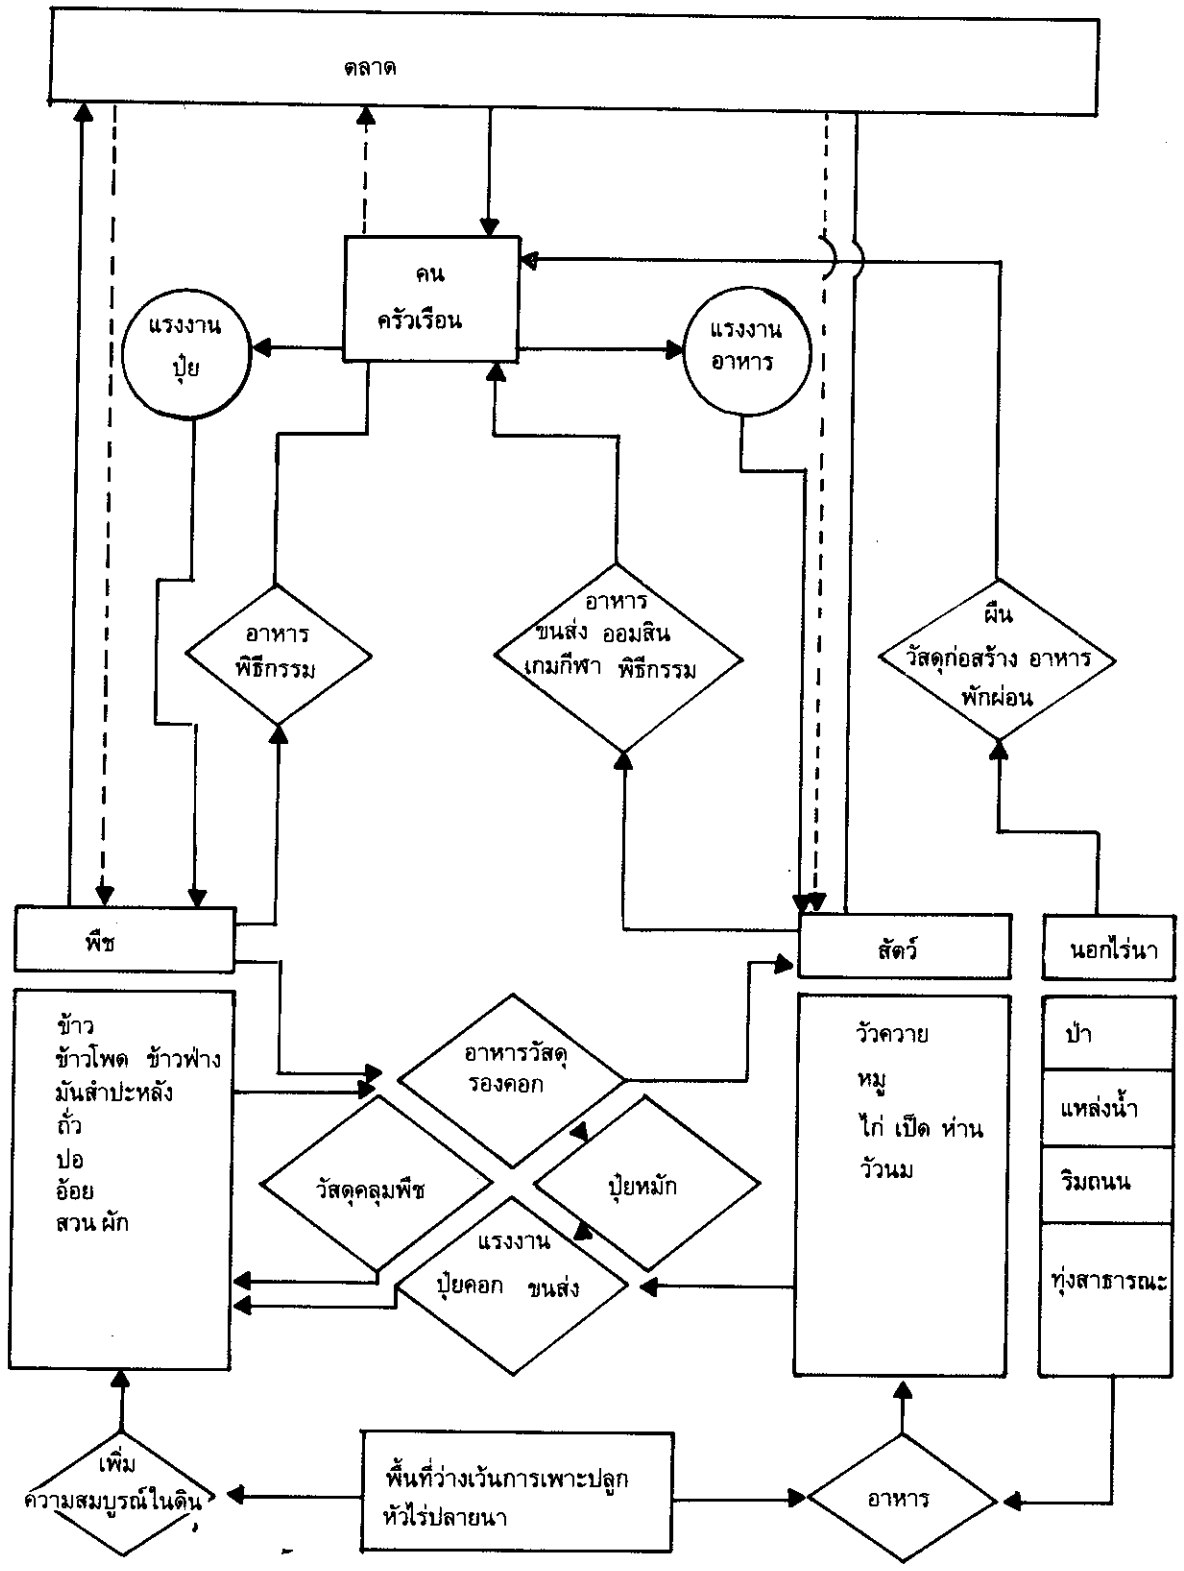 ตลาด
คน
ครัวเรือน
แรงงาน
ปุ๋ย
แรงงาน
อาหาร
อาหาร
พิธีกรรม
อาหาร
ขนส่ง ออมสิน
เกมกีฬา พิธีกรรม
ผืน
วัสดุก่อสร้าง อาหาร
พักผ่อน
พืช
สัตว์
นอกไร่นา
ข้าว
ข้าวโพด ข้าวฟ่าง
มันสำปะหลัง
ถั่ว
ปอ
อ้อย
สวน ผัก
อาหารวัสดุ
รองคอก
วัสดุคลุมพืช
ปุ๋ยหมัก
แรงงาน
ปุ๋ยคอก ขนส่ง
วัวควาย
หมู
ไก่ เป็ด ห่าน
วัวนม
ป่า
แหล่งน้ำ
ริมถนน
ทุ่งสาธารณะ
เพิ่ม
ความสมบูรณ์ในดิน
พื้นที่ว่างเว้นการเพาะปลูก
หัวไร่ปลายนา
อาหาร